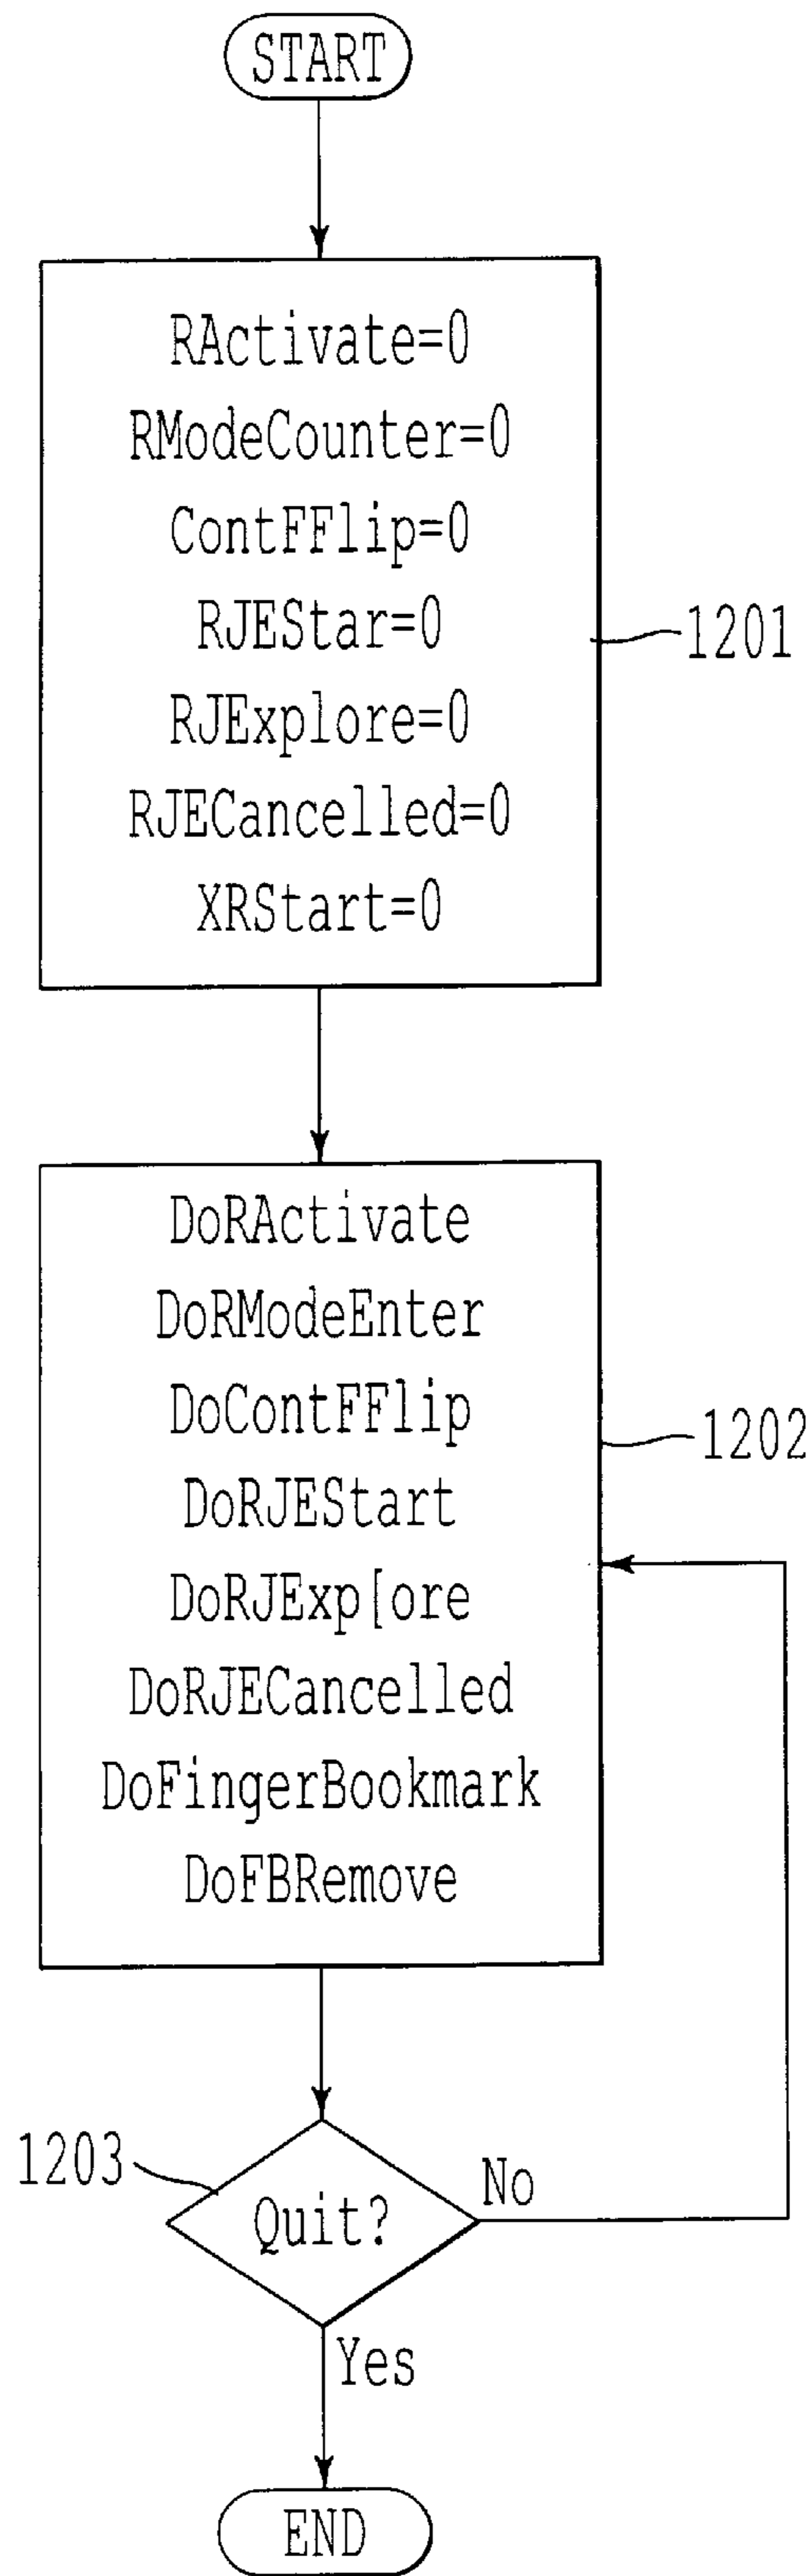 START
RActivate=0
RModeCounter=0
ContFFlip=0
RJEStar=0
RJExplore=0
RJECancelled=0
XRStart=0
1201
DoRActivate
DoRModeEnter
DoContFFlip
DoRJEStart
DoRJExp[ore
DoRJECancelled
DoFingerBookmark
DoFBRemove
1202
1203
Quit?
No
Yes
END